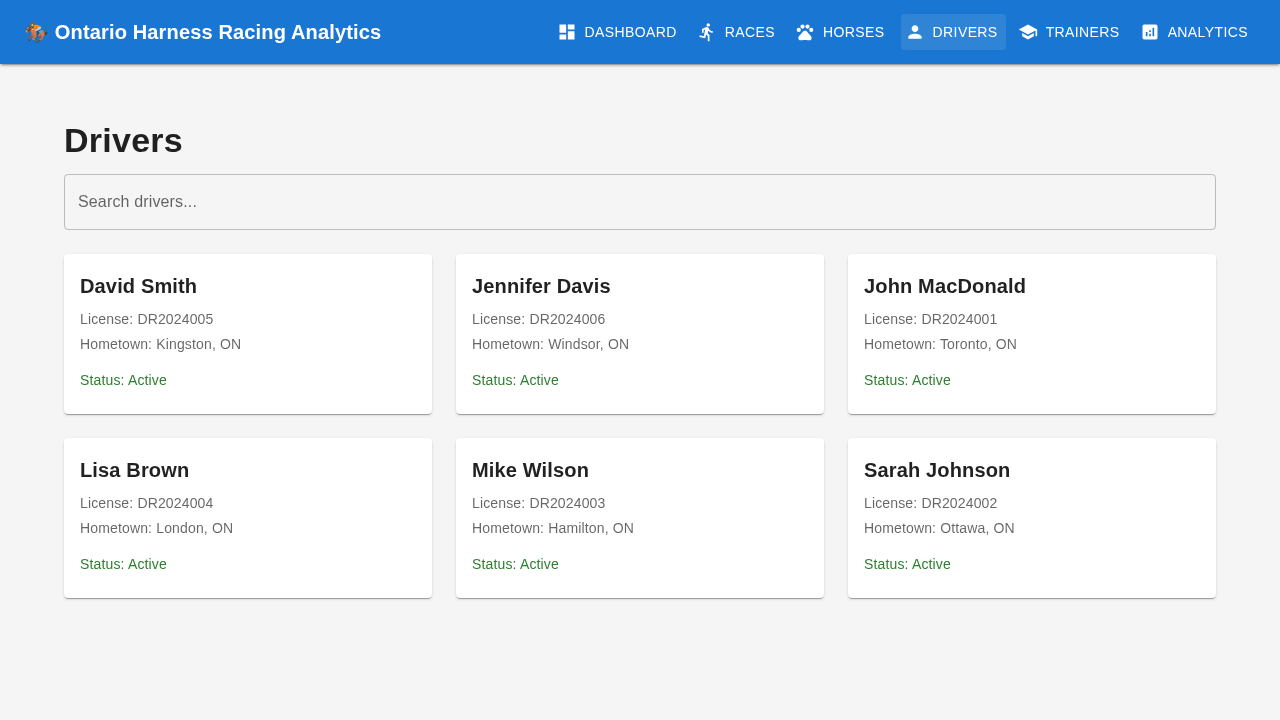 Ontario Harness Racing Analytics
DASHBOARD
RACES
HORSES
DRIVERS
TRAINERS
ANALYTICS
Drivers
Search drivers...
David Smith
License: DR2024005
Hometown: Kingston, ON
Status: Active
Jennifer Davis
License: DR2024006
Hometown: Windsor, ON
Status: Active
John MacDonald
License: DR2024001
Hometown: Toronto, ON
Status: Active
Lisa Brown
License: DR2024004
Hometown: London, ON
Status: Active
Mike Wilson
License: DR2024003
Hometown: Hamilton, ON
Status: Active
Sarah Johnson
License: DR2024002
Hometown: Ottawa, ON
Status: Active